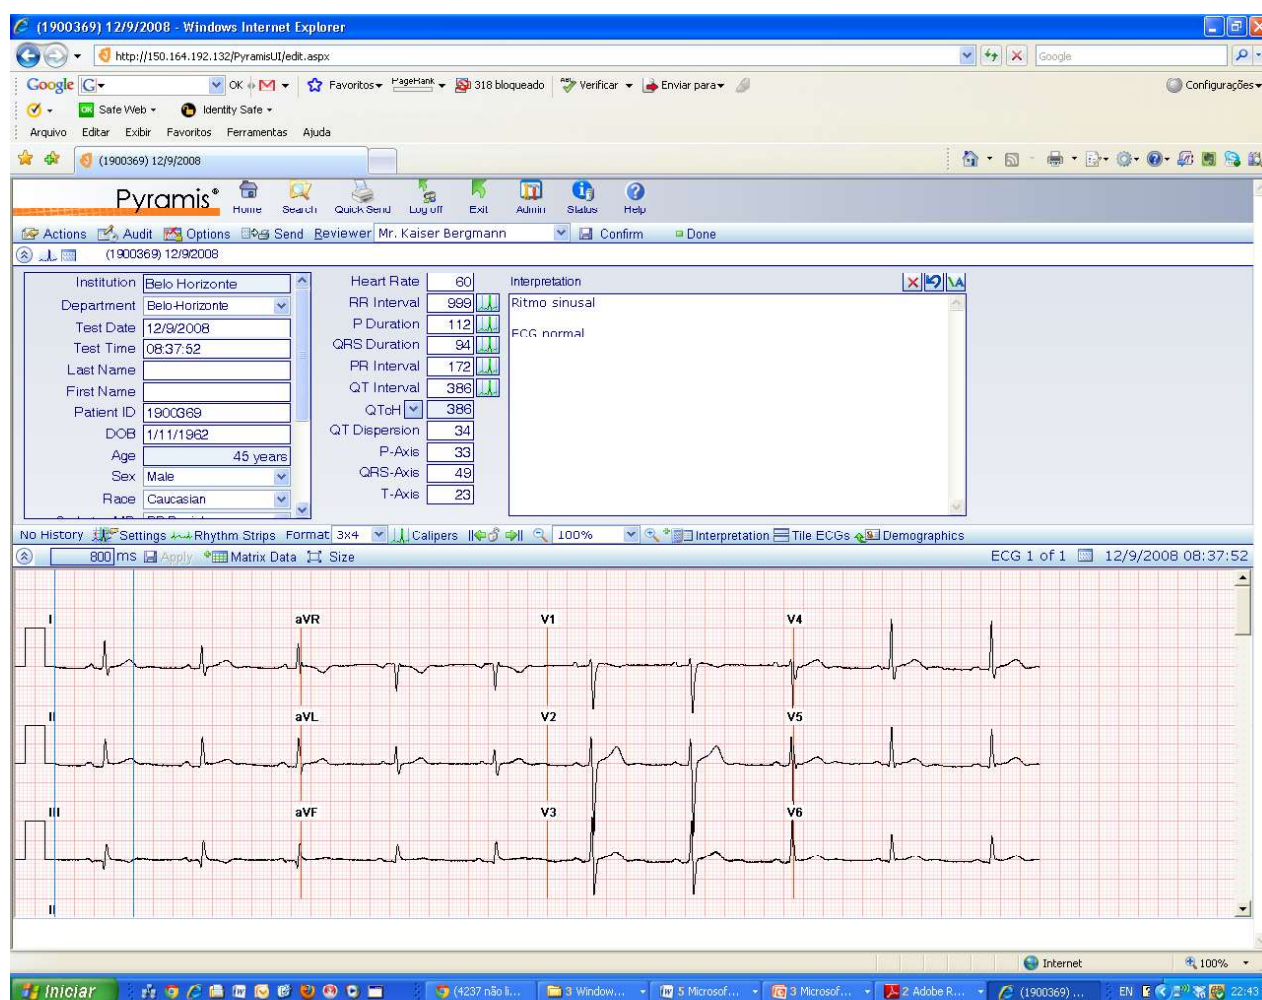 (1900369) 12/9/2008 - Windows Internet Explorer
http://150.164.192.132/PyramisUI/edit.aspx
Google
Google G OK M Favoritos PageRank 318 bloqueado Verificar Enviar para Configurações
OK Safe Web Identity Safe
Arquivo Editar Exibir Favoritos Ferramentas Ajuda
(1900369) 12/9/2008
Pyramis® Home Search Quick Send Log off Exit Admin Status Help
Actions Audit Options Send Reviewer Mr. Kaiser Bergmann Confirm Done
(1900369) 12/9/2008
Institution Belo Horizonte
Department Belo-Horizonte
Test Date 12/9/2008
Test Time 08:37:52
Last Name
First Name
Patient ID 1900369
DOB 1/11/1962
Age 45 years
Sex Male
Race Caucasian
Heart Rate 60
RR Interval 999
P Duration 112
QRS Duration 94
PR Interval 172
QT Interval 386
QTcH 386
QT Dispersion 34
P-Axis 33
QRS-Axis 49
T-Axis 23
Interpretation
Ritmo sinusal
ECG normal
No History Settings Rhythm Strips Format 3x4 Calipers 100% Interpretation Tile ECGs Demographics
800 ms Apply Matrix Data Size ECG 1 of 1 12/9/2008 08:37:52
I aVR V1 V4
II aVL V2 V5
III aVF V3 V6
II
Internet 100%
Iniciar (4237 não li... 3 Window... 5 Microsof... 3 Microsof... 2 Adobe R... (1900369) ... EN 22:43